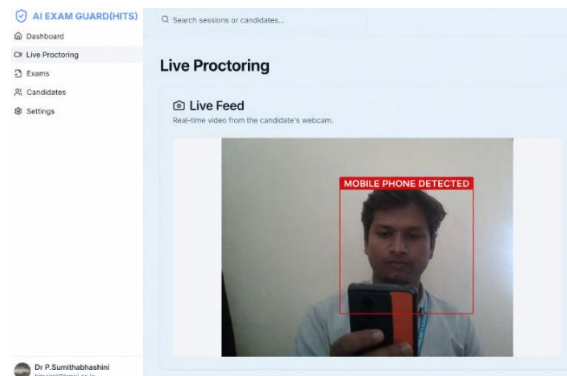 AI EXAM GUARD(HITS)
Dashboard
Live Proctoring
Exams
Candidates
Settings
Search sessions or candidates...
Live Proctoring
Live Feed
Real-time video from the candidate's webcam.
MOBILE PHONE DETECTED
Dr P.Sumithabhashini